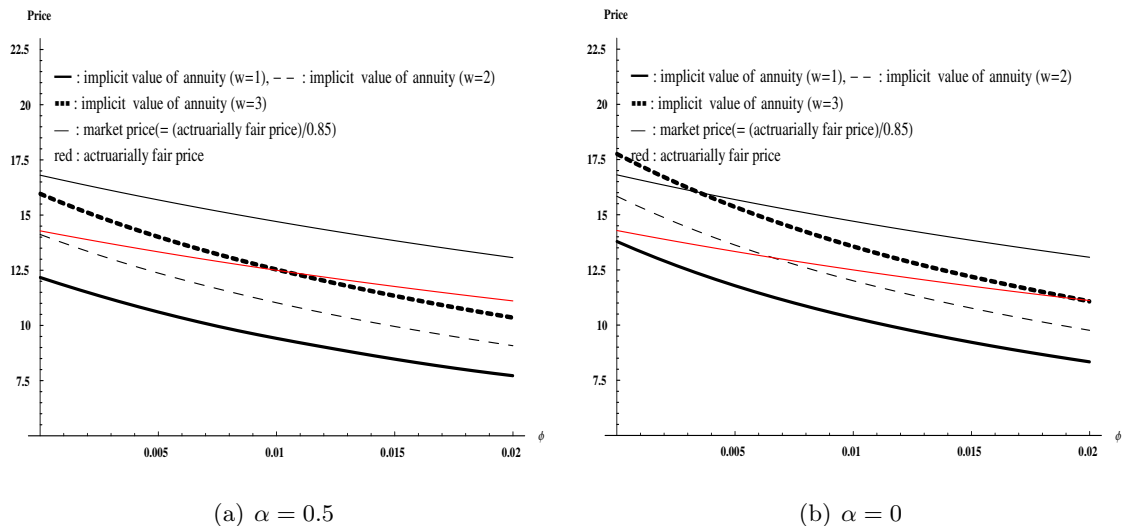 Price
22.5
20
17.5
15
12.5
10
7.5
: implicit value of annuity (w=1), − − : implicit value of annuity (w=2)
: implicit value of annuity (w=3)
— : market price(= (actruarially fair price)/0.85)
red : actruarially fair price
0.005 0.01 0.015 0.02
ϕ
(a) α = 0.5
Price
22.5
20
17.5
15
12.5
10
7.5
: implicit value of annuity (w=1), − − : implicit value of annuity (w=2)
: implicit value of annuity (w=3)
— : market price(= (actruarially fair price)/0.85)
red : actruarially fair price
0.005 0.01 0.015 0.02
ϕ
(b) α = 0